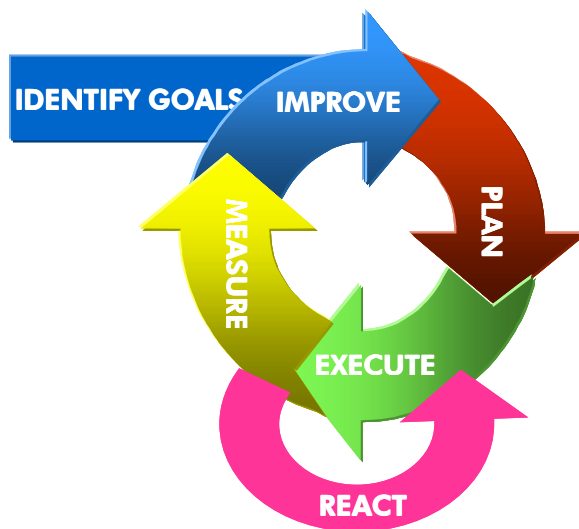 IDENTIFY GOALS
IMPROVE
PLAN
EXECUTE
MEASURE
REACT